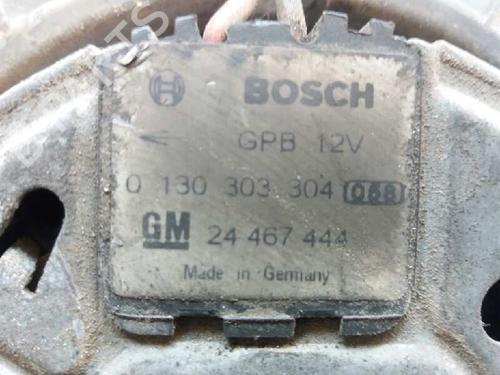 BOSCH
GPB 12V
0 130 303 304 068
GM 24 467 444
Made in Germany